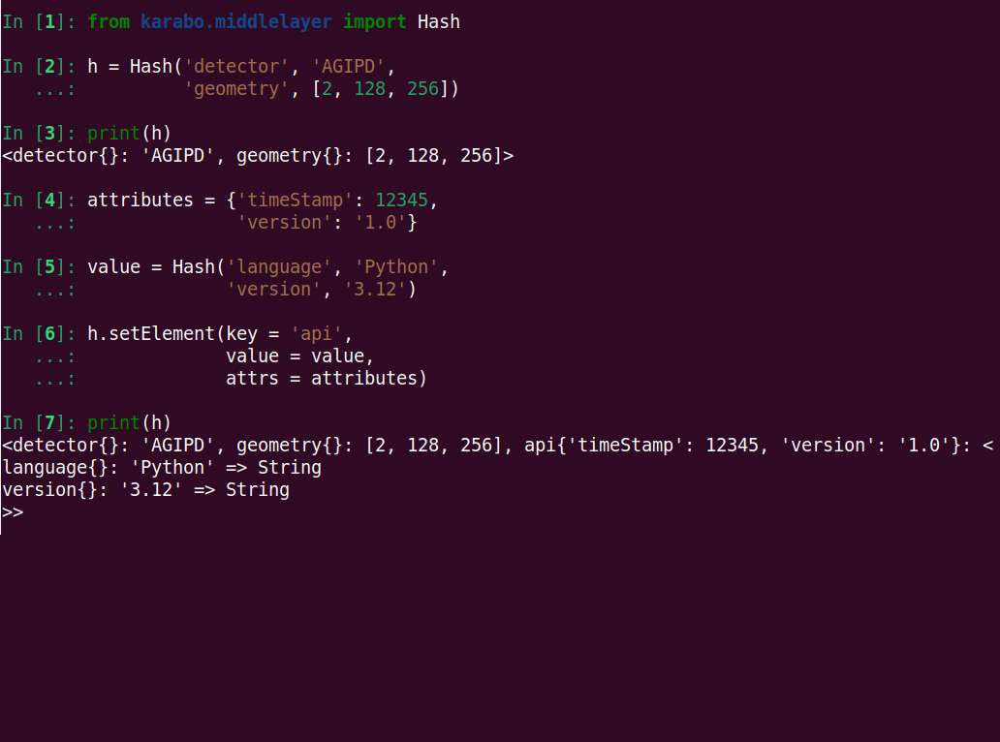 In [1]: from karabo.middlelayer import Hash
In [2]: h = Hash('detector', 'AGIPD',
   ...:          'geometry', [2, 128, 256])
In [3]: print(h)
<detector{}: 'AGIPD', geometry{}: [2, 128, 256]>
In [4]: attributes = {'timeStamp': 12345,
   ...:               'version': '1.0'}
In [5]: value = Hash('language', 'Python',
   ...:              'version', '3.12')
In [6]: h.setElement(key = 'api',
   ...:              value = value,
   ...:              attrs = attributes)
In [7]: print(h)
<detector{}: 'AGIPD', geometry{}: [2, 128, 256], api{'timeStamp': 12345, 'version': '1.0'}: <
language{}: 'Python' => String
version{}: '3.12' => String
>>